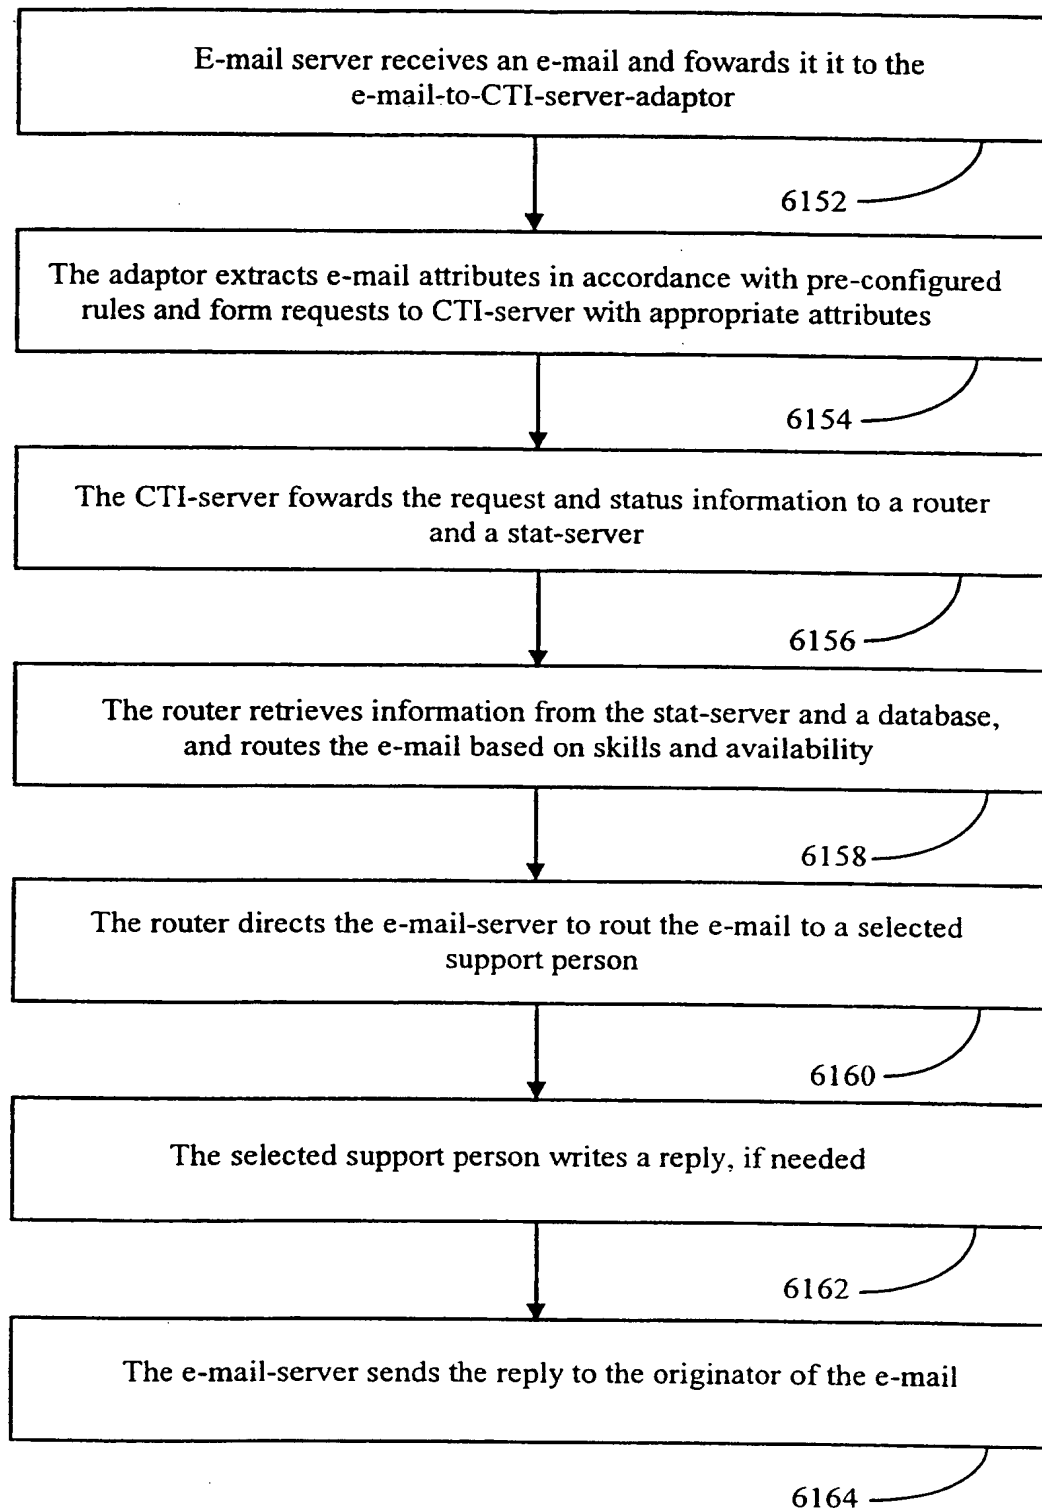 E-mail server receives an e-mail and fowards it it to the
e-mail-to-CTI-server-adaptor
6152
The adaptor extracts e-mail attributes in accordance with pre-configured
rules and form requests to CTI-server with appropriate attributes
6154
The CTI-server fowards the request and status information to a router
and a stat-server
6156
The router retrieves information from the stat-server and a database,
and routes the e-mail based on skills and availability
6158
The router directs the e-mail-server to rout the e-mail to a selected
support person
6160
The selected support person writes a reply, if needed
6162
The e-mail-server sends the reply to the originator of the e-mail
6164